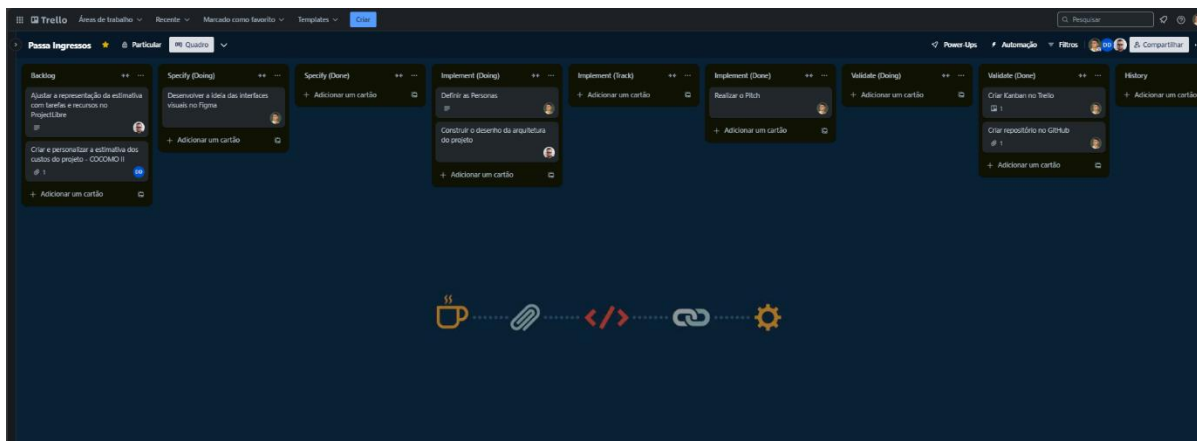 Trello Áreas de trabalho Recente Marcado como favorito Templates Criar Pesquisar
Passa Ingressos Particular Quadro Power-Ups Automação Filtros DD Compartilhar
Backlog
Ajustar a representação da estimativa
com tarefas e recursos no
ProjectLibre
Criar e personalizar a estimativa dos
custos do projeto - COCOMO II
1 DD
+ Adicionar um cartão
Specify (Doing)
Desenvolver a ideia das interfaces
visuais no Figma
+ Adicionar um cartão
Specify (Done)
+ Adicionar um cartão
Implement (Doing)
Definir as Personas
Construir o desenho da arquitetura
do projeto
+ Adicionar um cartão
Implement (Track)
+ Adicionar um cartão
Implement (Done)
Realizar o Pitch
+ Adicionar um cartão
Validate (Doing)
+ Adicionar um cartão
Validate (Done)
Criar Kanban no Trello
1
Criar repositório no GitHub
1
+ Adicionar um cartão
History
+ Adicionar um cartão